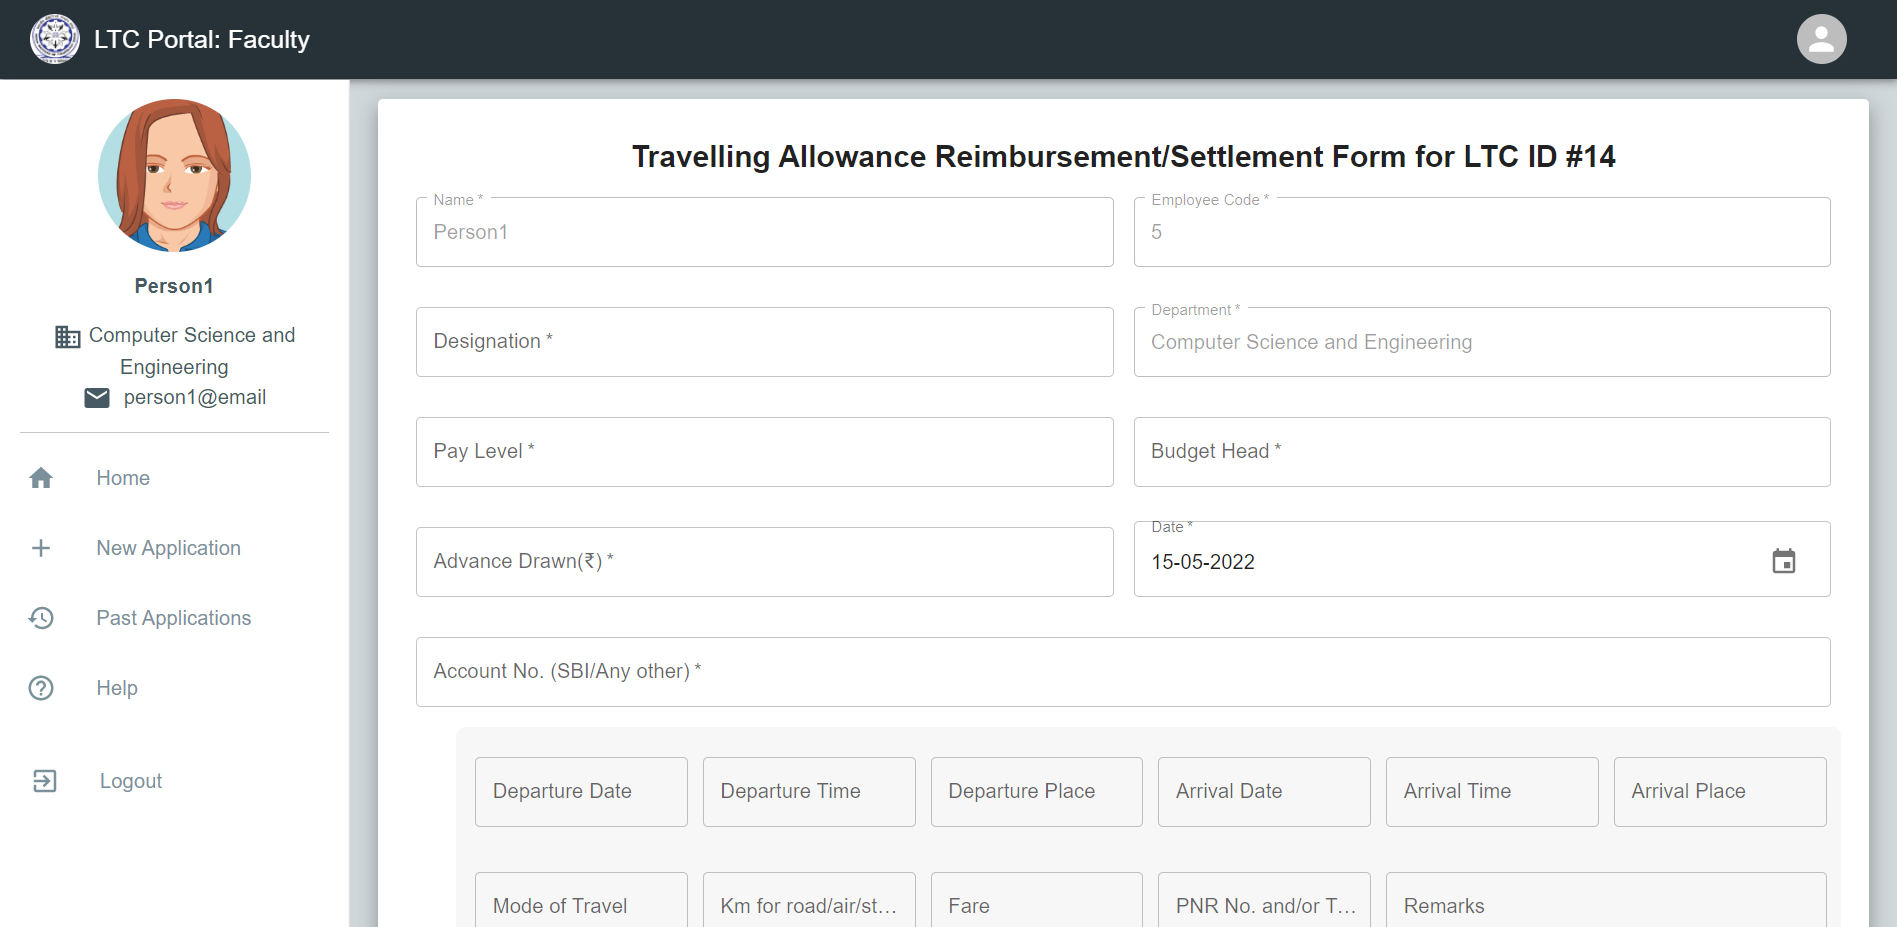 LTC Portal: Faculty
Person1
Computer Science and
Engineering
person1@email
Home
New Application
Past Applications
Help
Logout
Travelling Allowance Reimbursement/Settlement Form for LTC ID #14
Name *
Person1
Employee Code *
5
Designation *
Department *
Computer Science and Engineering
Pay Level *
Budget Head *
Advance Drawn(₹) *
Date *
15-05-2022
Account No. (SBI/Any other) *
Departure Date
Departure Time
Departure Place
Arrival Date
Arrival Time
Arrival Place
Mode of Travel
Km for road/air/st...
Fare
PNR No. and/or T...
Remarks